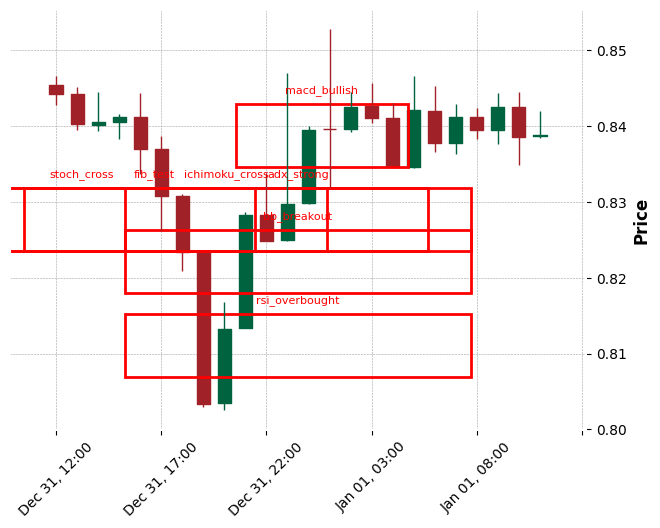 0.85
macd_bullish
0.84
stoch_cross
ichimoku_cross
adx_strong
0.83
0.82
rsi_overbought
0.81
0.80
Price
Dec 31, 12:00
Dec 31, 17:00
Dec 31, 22:00
Jan 01, 03:00
Jan 01, 08:00